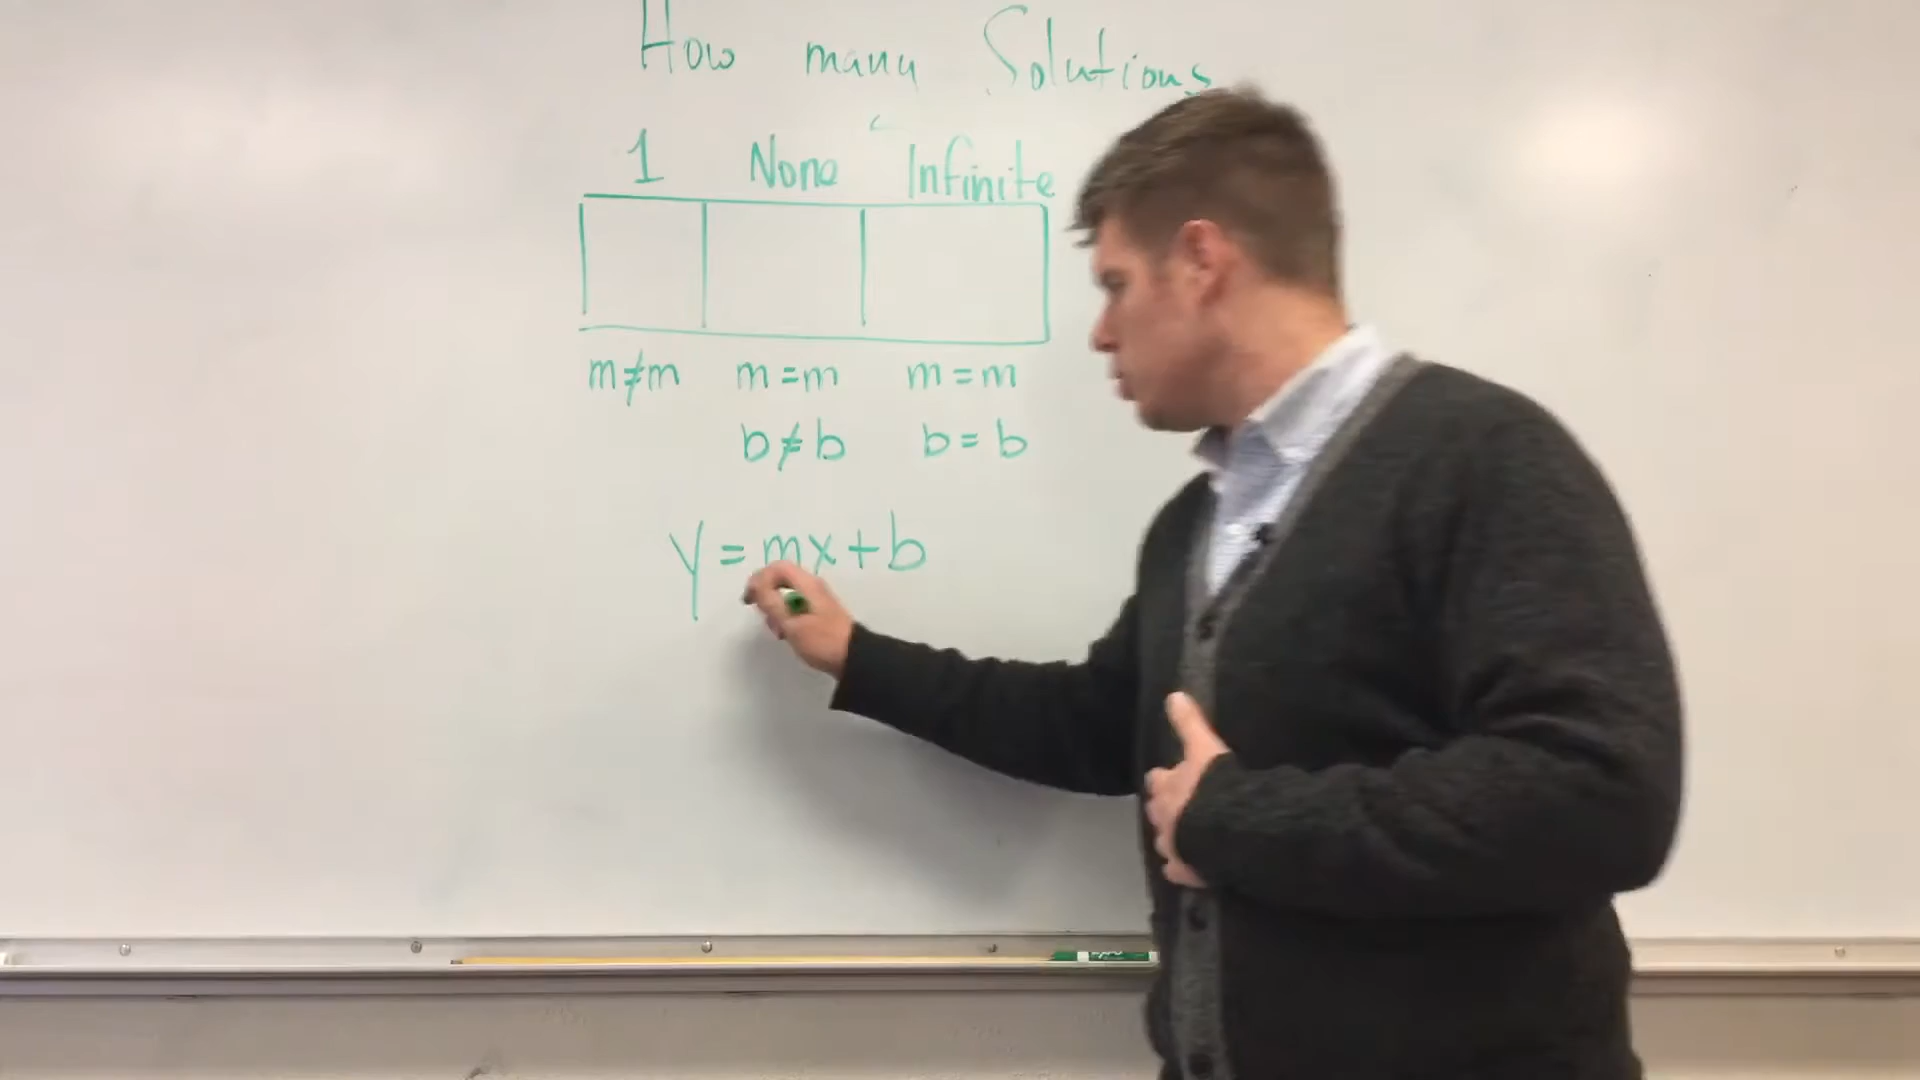 How many Solutions
1 None Infinite
m≠m m=m m=m
b≠b b=b
y=mx+b